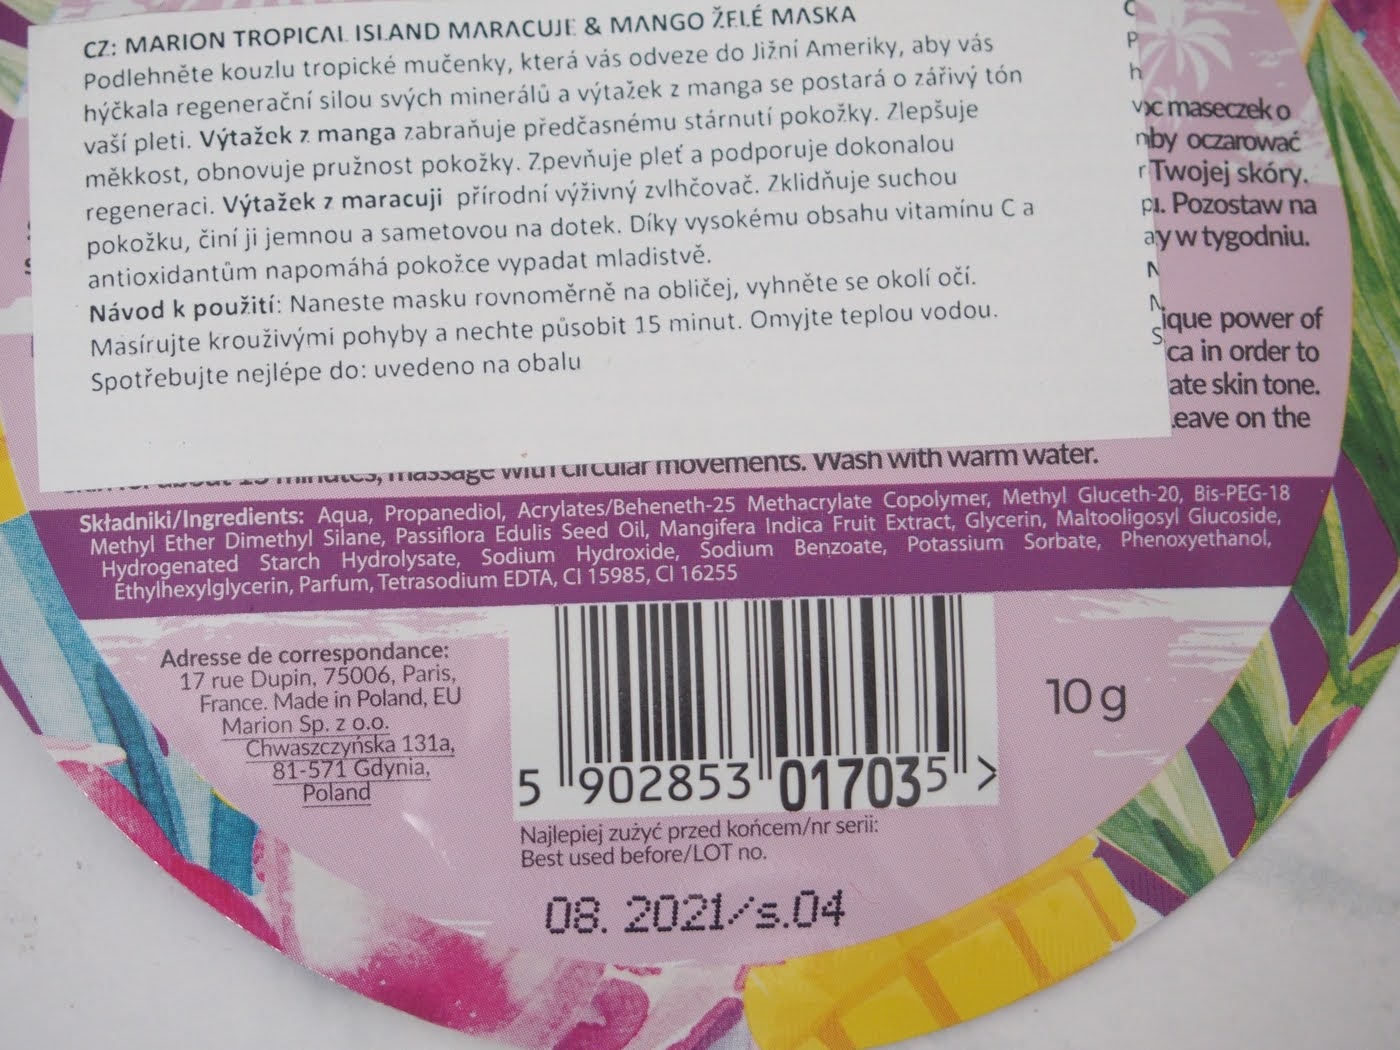 CZ: MARION TROPICAL ISLAND MARACUJE & MANGO ŽELÉ MASKA
Podlehněte kouzlu tropické mučenky, která vás odveze do Jižní Ameriky, aby vás
hýčkala regenerační silou svých minerálů a výtažek z manga se postará o zářivý tón
vaší pleti. Výtažek z manga zabraňuje předčasnému stárnutí pokožky. Zlepšuje
měkkost, obnovuje pružnost pokožky. Zpevňuje pleť a podporuje dokonalou
regeneraci. Výtažek z maracuji přírodní výživný zvlhčovač. Zklidňuje suchou
pokožku, činí ji jemnou a sametovou na dotek. Díky vysokému obsahu vitamínu C a
antioxidantům napomáhá pokožce vypadat mladistvě.
Návod k použití: Naneste masku rovnoměrně na obličej, vyhněte se okolí očí.
Masírujte krouživými pohyby a nechte působit 15 minut. Omyjte teplou vodou.
Spotřebujte nejlépe do: uvedeno na obalu
maseczek o
by oczarować
Twojej skóry.
Pozostaw na
y w tygodniu.
ique power of
ca in order to
ate skin tone.
eave on the
minutes, massage with circular movements. Wash with warm water.
Składniki/Ingredients: Aqua, Propanediol, Acrylates/Beheneth-25 Methacrylate Copolymer, Methyl Gluceth-20, Bis-PEG-18
Methyl Ether Dimethyl Silane, Passiflora Edulis Seed Oil, Mangifera Indica Fruit Extract, Glycerin, Maltooligosyl Glucoside,
Hydrogenated Starch Hydrolysate, Sodium Hydroxide, Sodium Benzoate, Potassium Sorbate, Phenoxyethanol,
Ethylhexylglycerin, Parfum, Tetrasodium EDTA, CI 15985, CI 16255
Adresse de correspondance:
17 rue Dupin, 75006, Paris,
France. Made in Poland, EU
Marion Sp. z o.o.
Chwaszczyńska 131a,
81-571 Gdynia,
Poland
5 902853 017035 >
10 g
Najlepiej zużyć przed końcem/nr serii:
Best used before/LOT no.
08. 2021/s.04